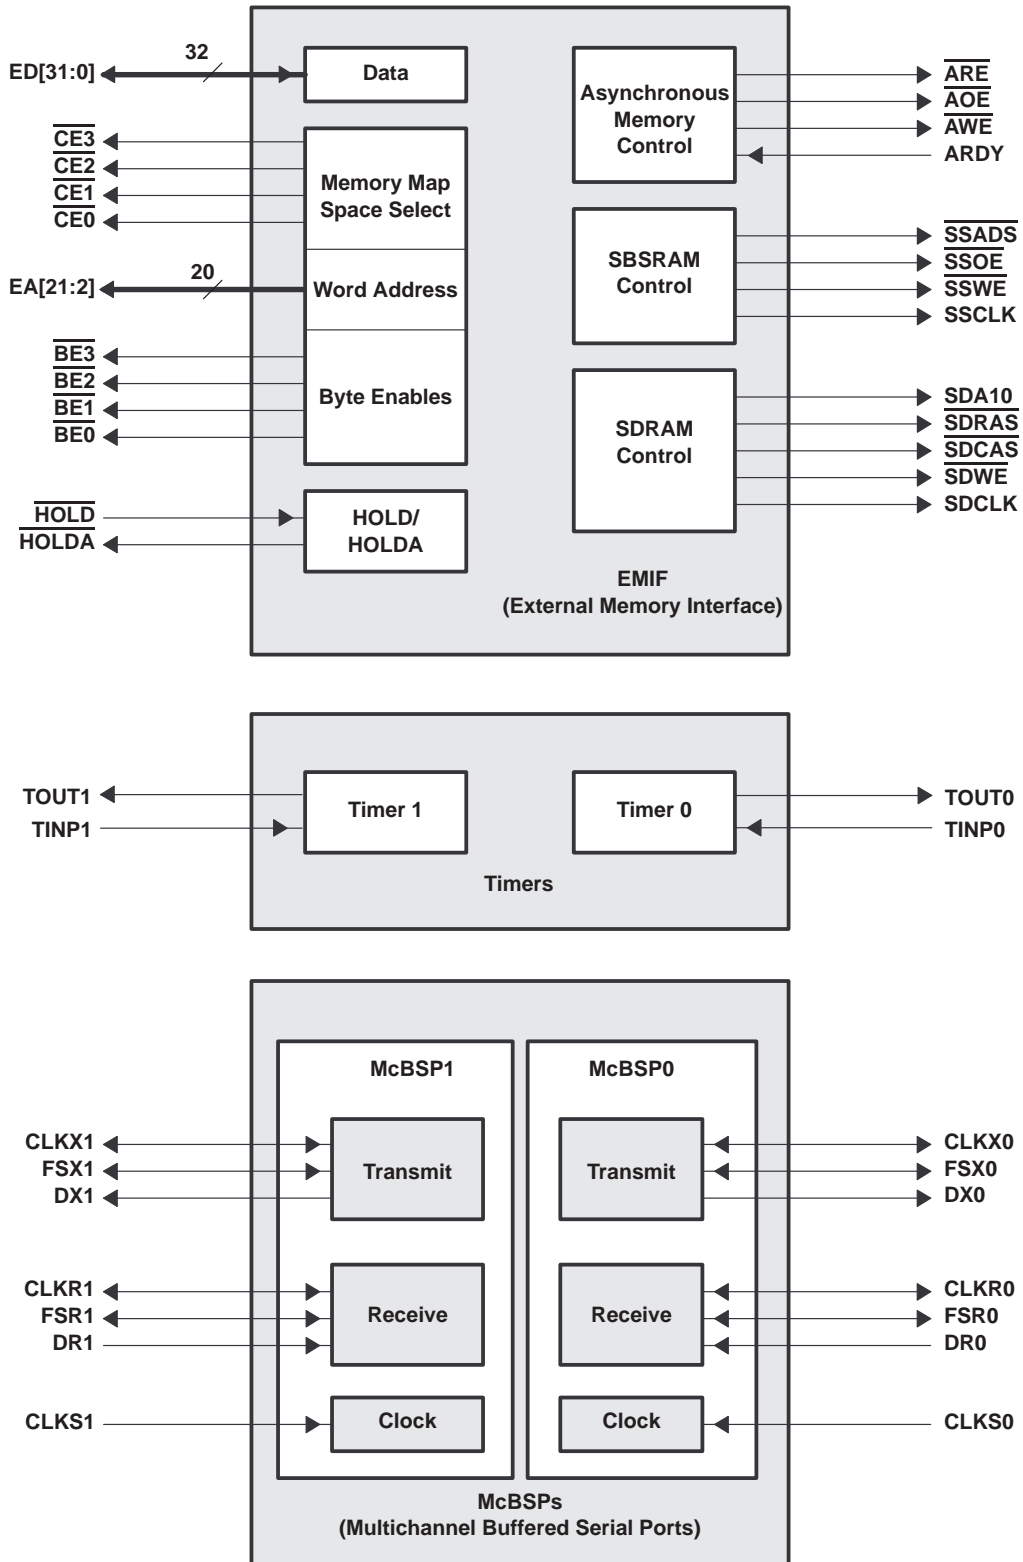 32
ED[31:0]
Data
CE3
CE2
CE1
CE0
Memory Map
Space Select
20
EA[21:2]
Word Address
BE3
BE2
BE1
BE0
Byte Enables
HOLD
HOLDA
HOLD/
HOLDA
Asynchronous
Memory
Control
ARE
AOE
AWE
ARDY
SBSRAM
Control
SSADS
SSOE
SSWE
SSCLK
SDRAM
Control
SDA10
SDRAS
SDCAS
SDWE
SDCLK
EMIF
(External Memory Interface)
TOUT1
TINP1
Timer 1
Timer 0
TOUT0
TINP0
Timers
McBSP1
McBSP0
CLKX1
FSX1
DX1
Transmit
Transmit
CLKX0
FSX0
DX0
CLKR1
FSR1
DR1
Receive
Receive
CLKR0
FSR0
DR0
CLKS1
Clock
Clock
CLKS0
McBSPs
(Multichannel Buffered Serial Ports)